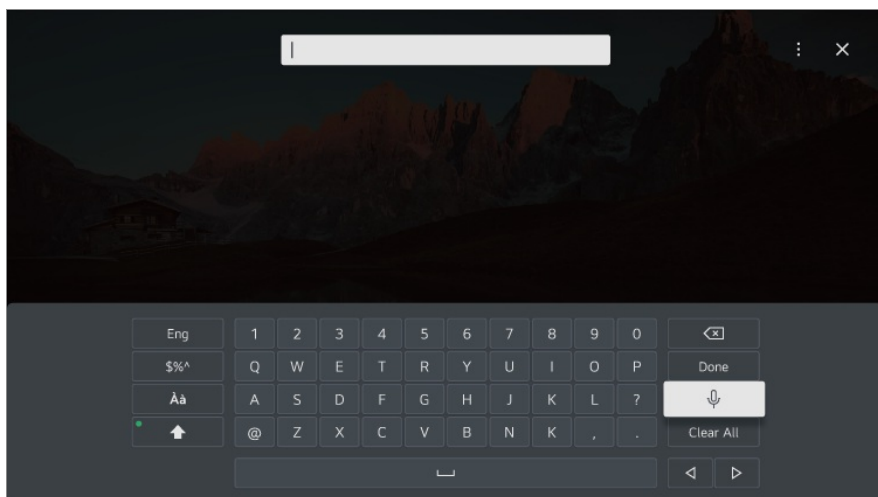 Eng 1 2 3 4 5 6 7 8 9 0
$%^ Q W E T R Y U I O P Done
Àà A S D F G H J K L ?
@ Z X C V B N K , . Clear All